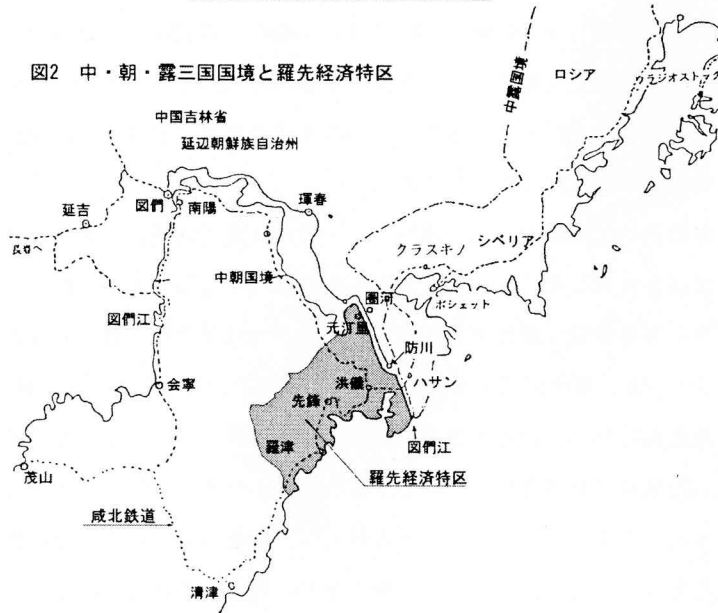 図2　中・朝・露三国国境と羅先経済特区
中露国境
ロシア
ウラジオストック
中国吉林省
延辺朝鮮族自治州
図們
南陽
琿春
延吉
シベリア
クラスキノ
中朝国境
ポシェット
圏河
元汀里
図們江
防川
ハサン
洪儀
会寧
先鋒
図們江
羅津
羅先経済特区
茂山
咸北鉄道
清津